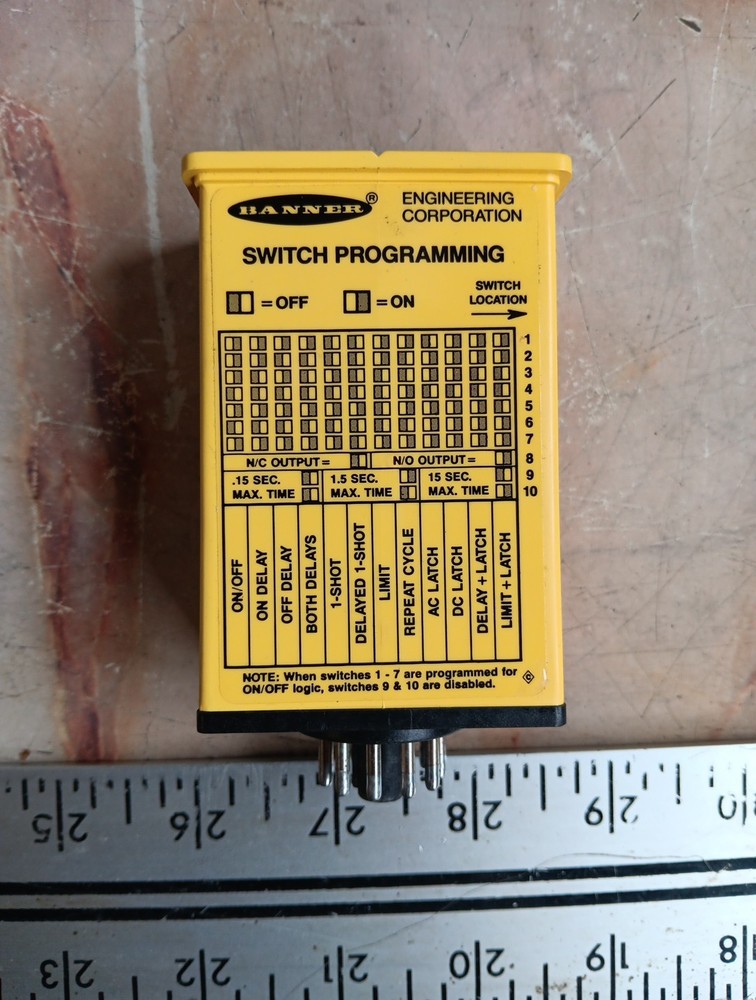 BANNER® ENGINEERING
CORPORATION
SWITCH PROGRAMMING
= OFF = ON SWITCH
LOCATION
1
2
3
4
5
6
7
N/C OUTPUT = N/O OUTPUT = 8
.15 SEC. 1.5 SEC. 15 SEC. 9
MAX. TIME MAX. TIME MAX. TIME 10
ON/OFF
ON DELAY
OFF DELAY
BOTH DELAYS
1-SHOT
DELAYED 1-SHOT
LIMIT
REPEAT CYCLE
AC LATCH
DC LATCH
DELAY + LATCH
LIMIT + LATCH
NOTE: When switches 1 - 7 are programmed for
ON/OFF logic, switches 9 & 10 are disabled.
25 26 27 28 29
23 22 21 20 19 18